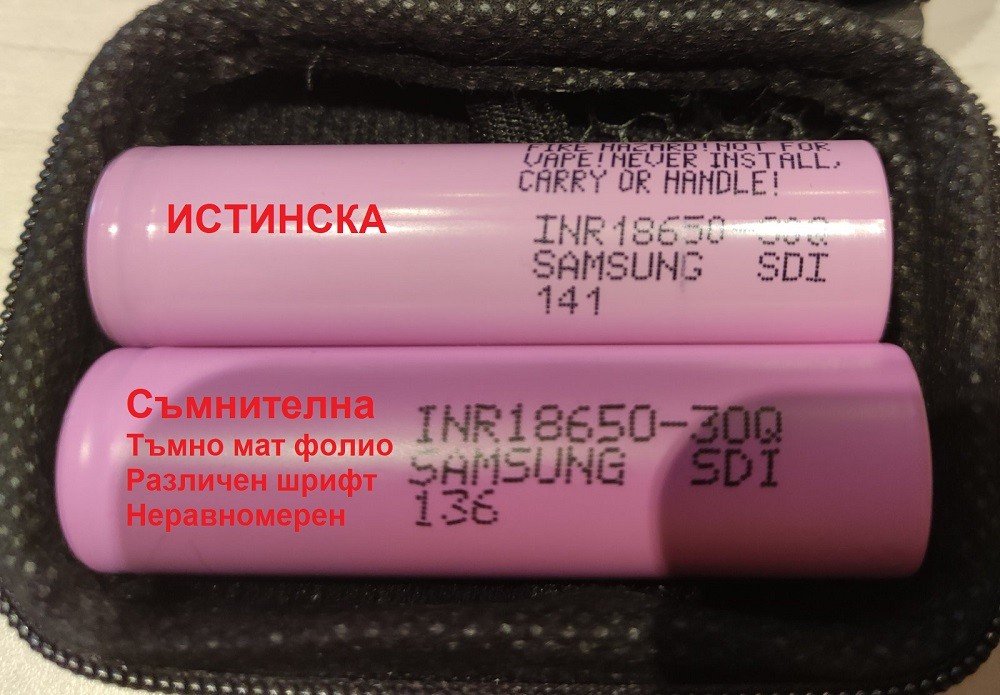 FIRE HAZARD! NOT FOR
VAPE! NEVER INSTALL,
CARRY OR HANDLE!
ИСТИНСКА
INR18650-30Q
SAMSUNG SDI
141
Съмнителна
Тъмно мат фолио
Различен шрифт
Неравномерен
INR18650-30Q
SAMSUNG SDI
136